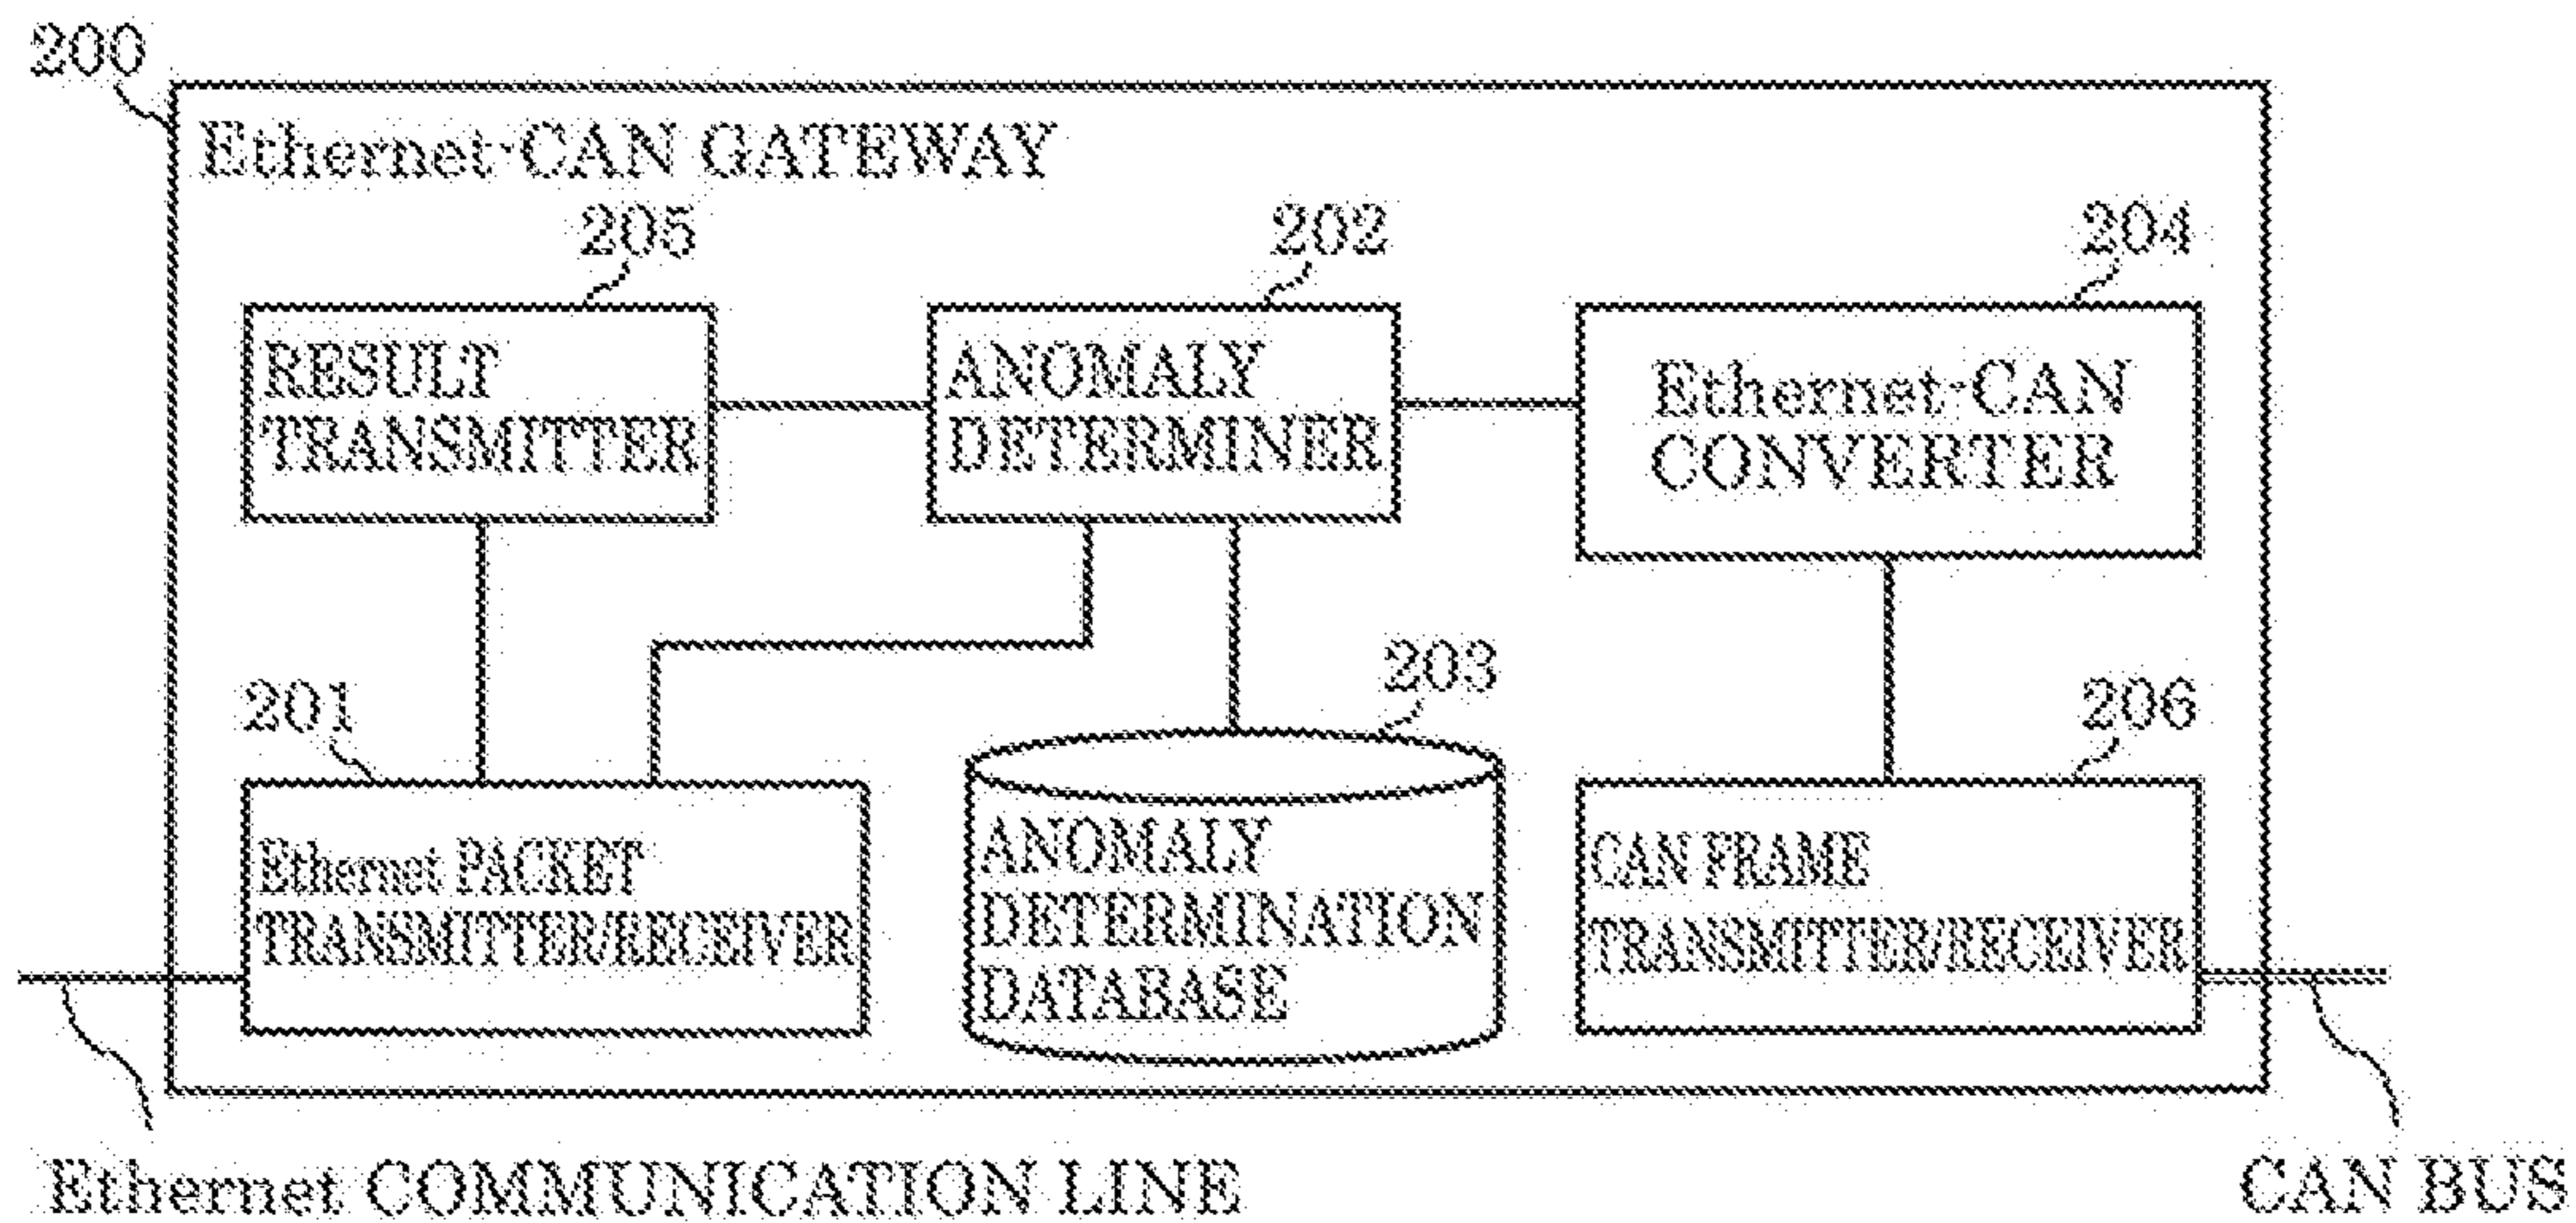 200
Ethernet-CAN GATEWAY
205
202
204
RESULT
TRANSMITTER
ANOMALY
DETERMINER
Ethernet-CAN
CONVERTER
201
203
206
Ethernet PACKET
TRANSMITTER/RECEIVER
ANOMALY
DETERMINATION
DATABASE
CAN FRAME
TRANSMITTER/RECEIVER
Ethernet COMMUNICATION LINE
CAN BUS